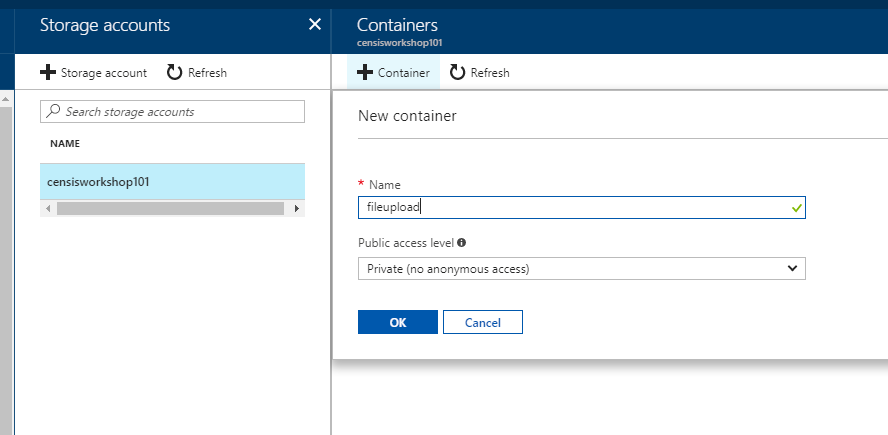 Storage accounts
Storage account
Refresh
Search storage accounts
NAME
censisworkshop101
Containers
censisworkshop101
Container
Refresh
New container
* Name
fileupload
Public access level
Private (no anonymous access)
OK
Cancel